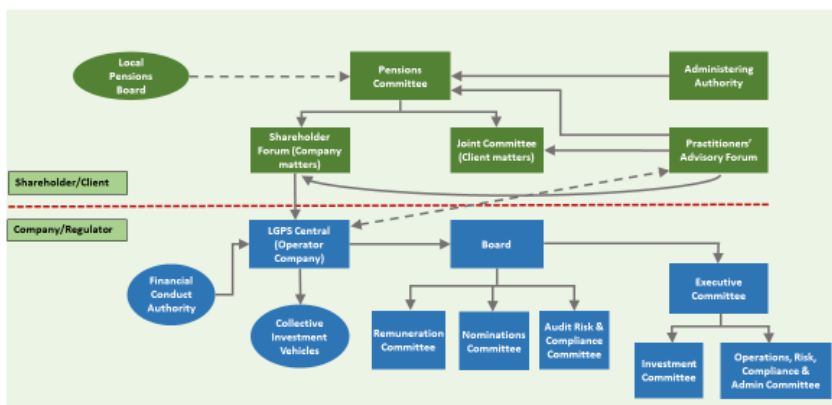 Local
Pensions
Board
Pensions
Committee
Administering
Authority
Shareholder
Forum (Company
matters)
Joint Committee
(Client matters)
Practitioners'
Advisory Forum
Shareholder/Client
Company/Regulator
LGPS Central
(Operator
Company)
Board
Financial
Conduct
Authority
Executive
Committee
Collective
Investment
Vehicles
Remuneration
Committee
Nominations
Committee
Audit Risk &
Compliance
Committee
Investment
Committee
Operations, Risk,
Compliance &
Admin Committee